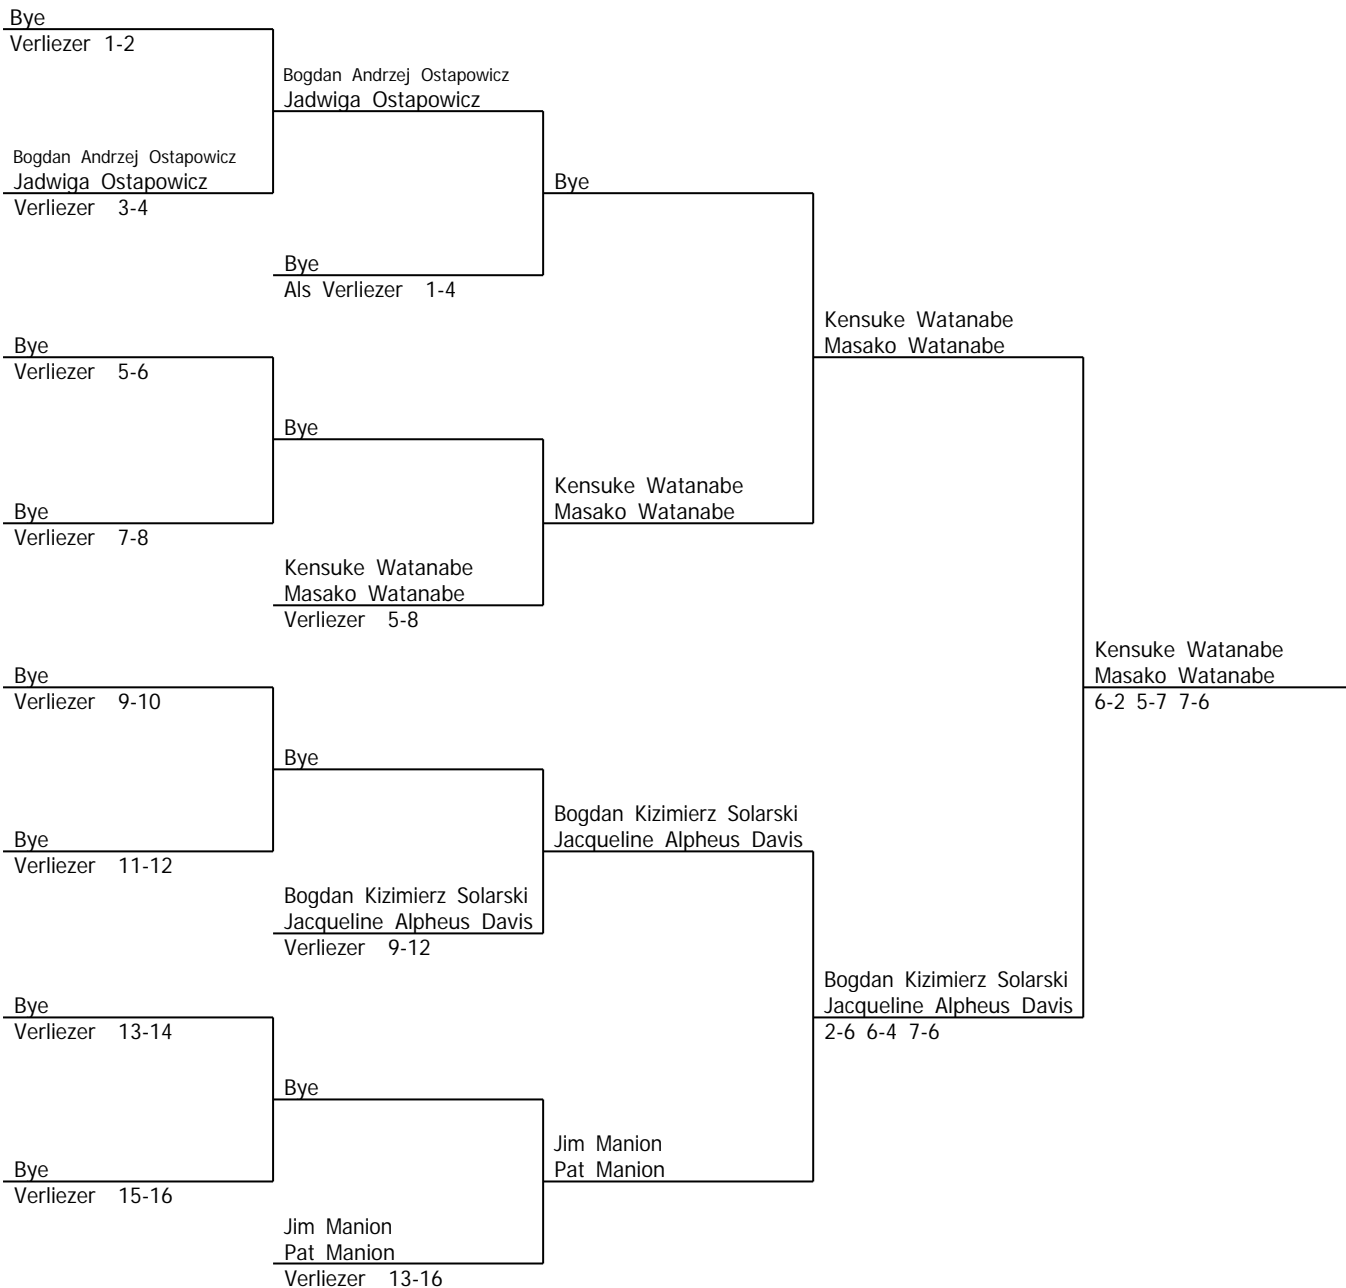 Bye
Verliezer 1-2
Bogdan Andrzej Ostapowicz
Jadwiga Ostapowicz
Bogdan Andrzej Ostapowicz
Jadwiga Ostapowicz
Verliezer 3-4
Bye
Bye
Als Verliezer 1-4
Kensuke Watanabe
Masako Watanabe
Bye
Verliezer 5-6
Bye
Kensuke Watanabe
Masako Watanabe
Bye
Verliezer 7-8
Kensuke Watanabe
Masako Watanabe
Verliezer 5-8
Kensuke Watanabe
Masako Watanabe
6-2 5-7 7-6
Bye
Verliezer 9-10
Bye
Bogdan Kizimierz Solarski
Jacqueline Alpheus Davis
Bye
Verliezer 11-12
Bogdan Kizimierz Solarski
Jacqueline Alpheus Davis
Verliezer 9-12
Bogdan Kizimierz Solarski
Jacqueline Alpheus Davis
2-6 6-4 7-6
Bye
Verliezer 13-14
Bye
Jim Manion
Pat Manion
Bye
Verliezer 15-16
Jim Manion
Pat Manion
Verliezer 13-16